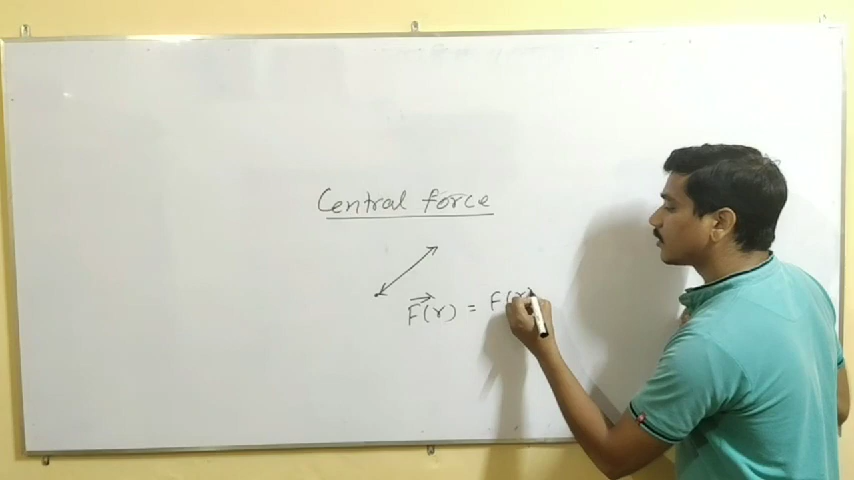 Central force
F⃗(r) = F(r)